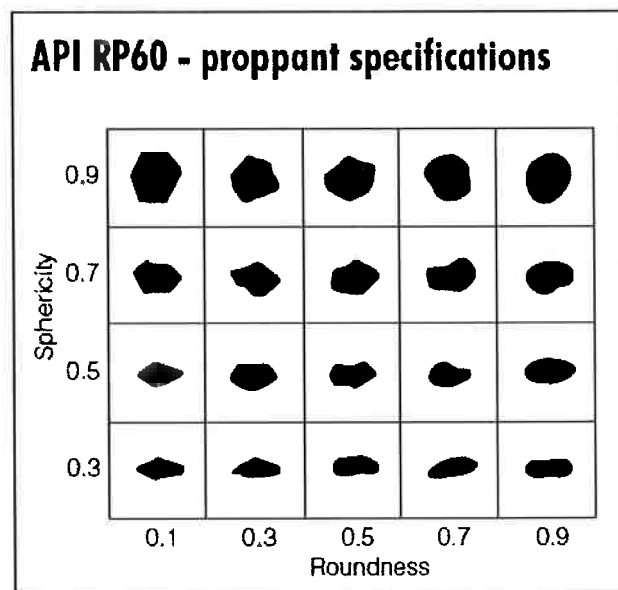 API RP60 - proppant specifications
Sphericity
0.9
0.7
0.5
0.3
0.1 0.3 0.5 0.7 0.9
Roundness